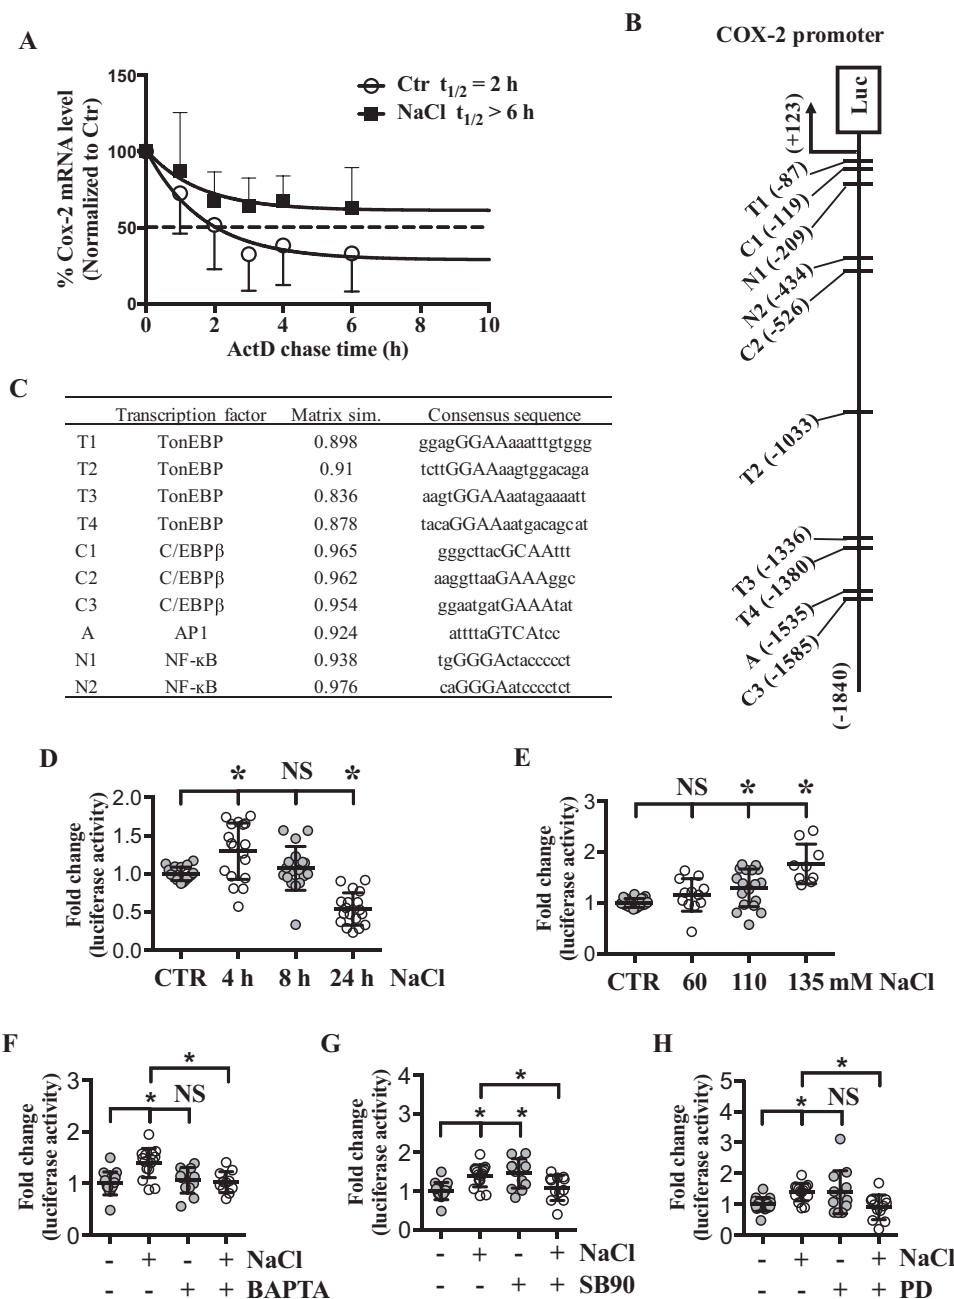 A
% Cox-2 mRNA level
(Normalized to Ctr)
150
100
50
0
Ctr t1/2 = 2 h
NaCl t1/2 > 6 h
0 2 4 6 8 10
ActD chase time (h)
B
COX-2 promoter
Luc
(+123)
T1 (-87)
C1 (-119)
N1 (-209)
N2 (-434)
C2 (-526)
T2 (-1033)
T3 (-1336)
T4 (-1380)
A (-1535)
C3 (-1585)
(-1840)
C
Transcription factor Matrix sim. Consensus sequence
T1 TonEBP 0.898 ggagGGAAaaatttgtggg
T2 TonEBP 0.91 tcttGGAAaagtggacaga
T3 TonEBP 0.836 aagtGGAAaatagaaaatt
T4 TonEBP 0.878 tacaGGAAaatgacagcat
C1 C/EBPβ 0.965 gggcttacGCAAttt
C2 C/EBPβ 0.962 aaggttaaGAAAggc
C3 C/EBPβ 0.954 ggaatgatGAAAtat
A AP1 0.924 attttaGTCAtcc
N1 NF-κB 0.938 tgGGGActaccccct
N2 NF-κB 0.976 caGGGAatcccctct
D
Fold change
(luciferase activity)
2.0
1.5
1.0
0.5
0.0
* NS *
CTR 4 h 8 h 24 h NaCl
E
Fold change
(luciferase activity)
3
2
1
0
NS * *
CTR 60 110 135 mM NaCl
F
Fold change
(luciferase activity)
3
2
1
0
*
* NS
- + - + NaCl
- - + + BAPTA
G
Fold change
(luciferase activity)
4
3
2
1
0
*
* *
- + - + NaCl
- - + + SB90
H
Fold change
(luciferase activity)
5
4
3
2
1
0
*
* NS
- + - + NaCl
- - + + PD